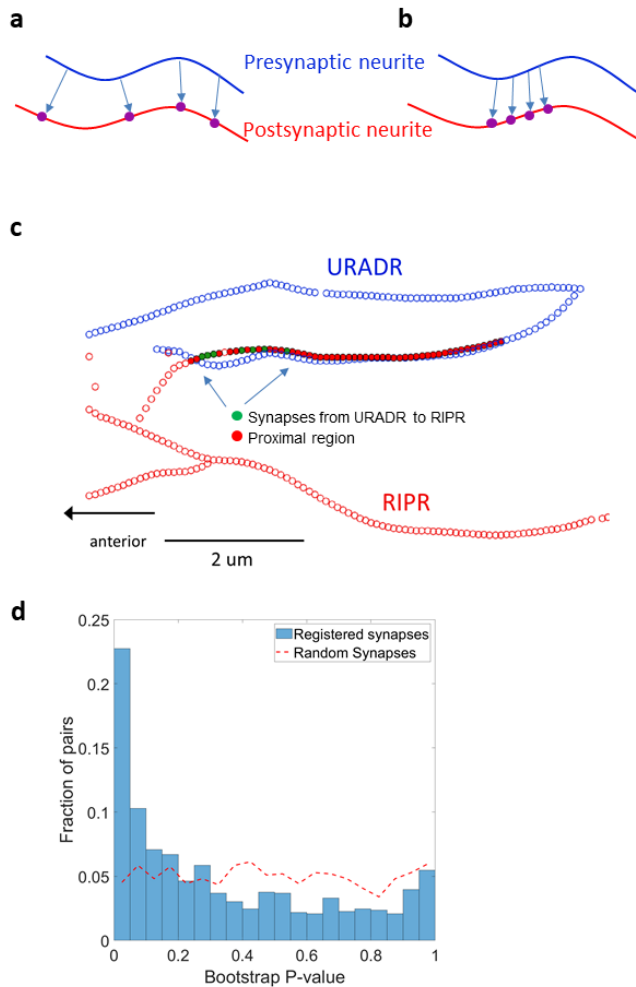 a
b
Presynaptic neurite
Postsynaptic neurite
c
URADR
Synapses from URADR to RIPR
Proximal region
RIPR
anterior
2 um
d
0 0.2 0.4 0.6 0.8 1
0.25
0.2
0.15
0.1
0.05
0
Registered synapses
Random Synapses
Fraction of pairs
Bootstrap P-value